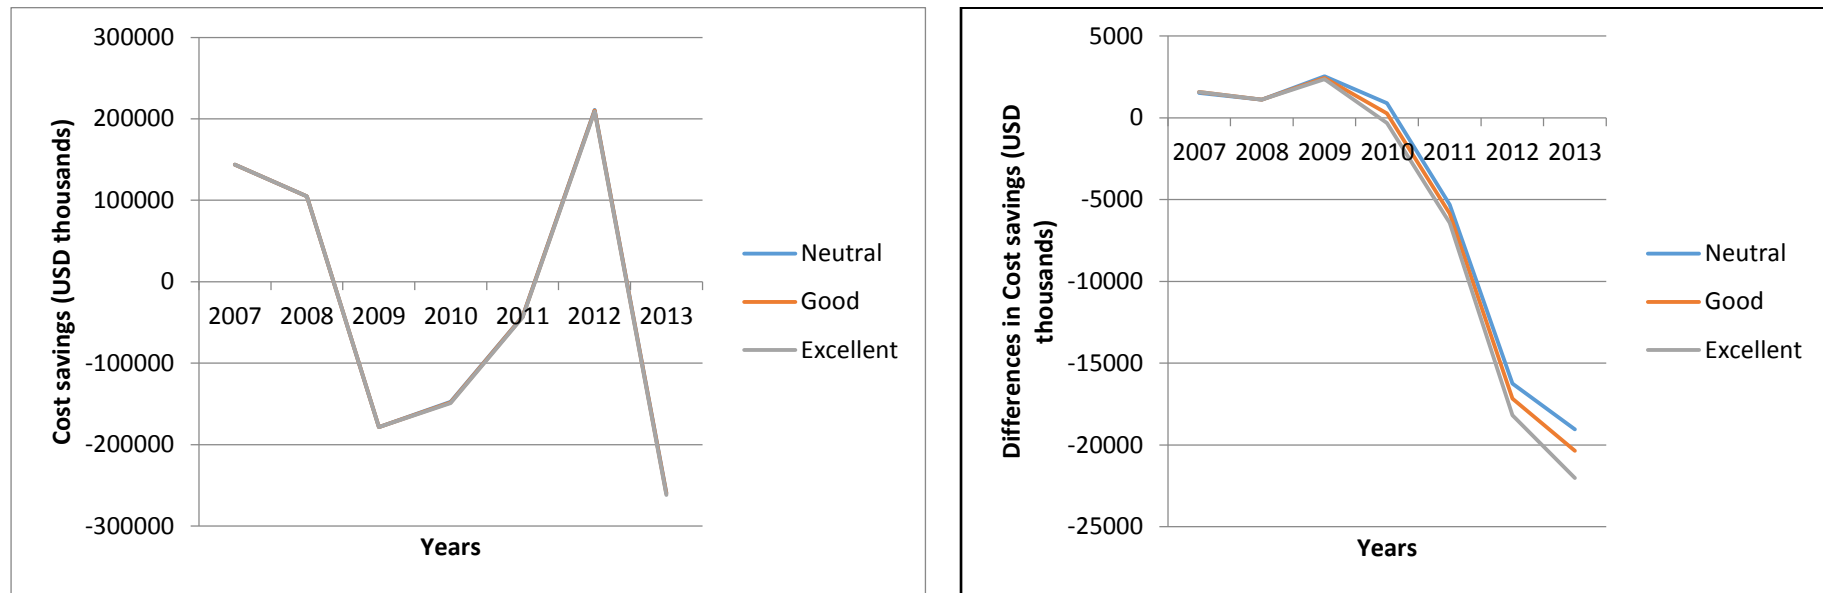 300000
200000
100000
0
-100000
-200000
-300000
Cost savings (USD thousands)
2007 2008 2009 2010 2011 2012 2013
Years
Neutral
Good
Excellent
5000
0
-5000
-10000
-15000
-20000
-25000
Differences in Cost savings (USD
thousands)
2007 2008 2009 2010 2011 2012 2013
Years
Neutral
Good
Excellent